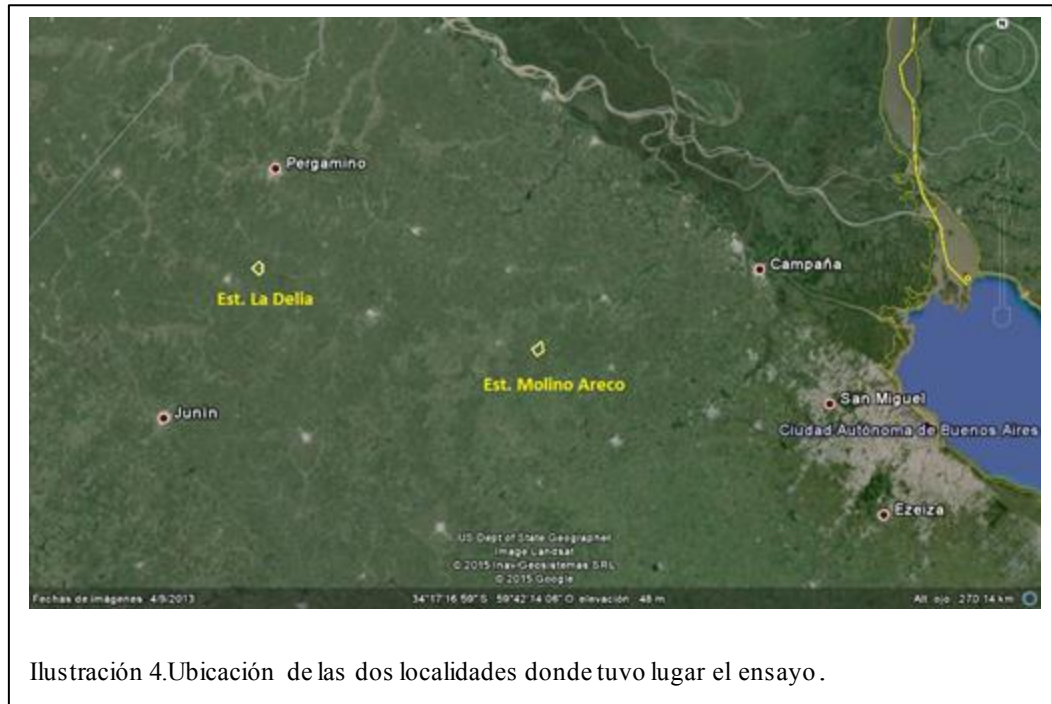 Pergamino
Campaña
Est. La Delia
Est. Molino Areco
Junín
San Miguel
Ciudad Autónoma de Buenos Aires
Ezeiza
US Dept of State Geographer
Image Landsat
© 2015 Inav/Geosistemas SRL
© 2015 Google
Fechas de imágenes: 4/9/2013 34°17'16.59"S 59°42'14.06"O elevación 48 m Alt. ojo 270.14 km
Ilustración 4.Ubicación de las dos localidades donde tuvo lugar el ensayo.